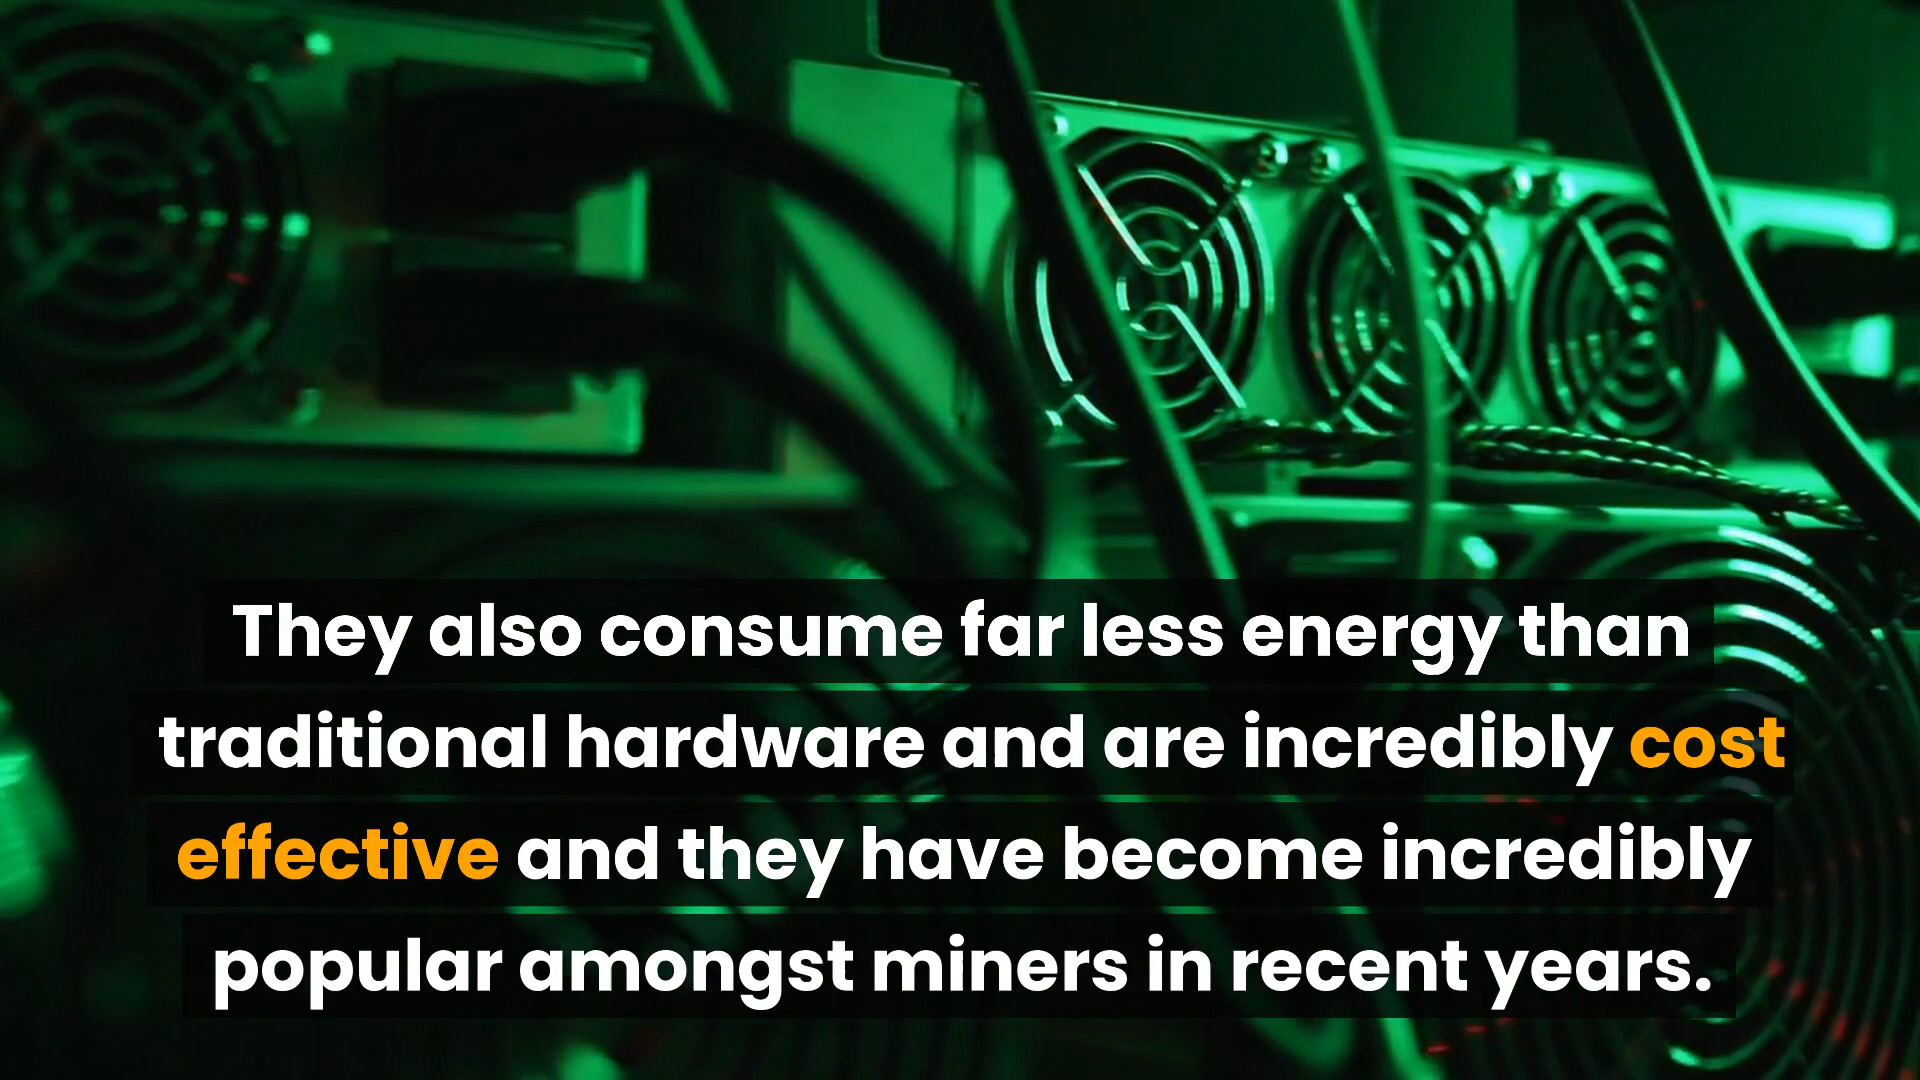 They also consume far less energy than
traditional hardware and are incredibly cost
effective and they have become incredibly
popular amongst miners in recent years.